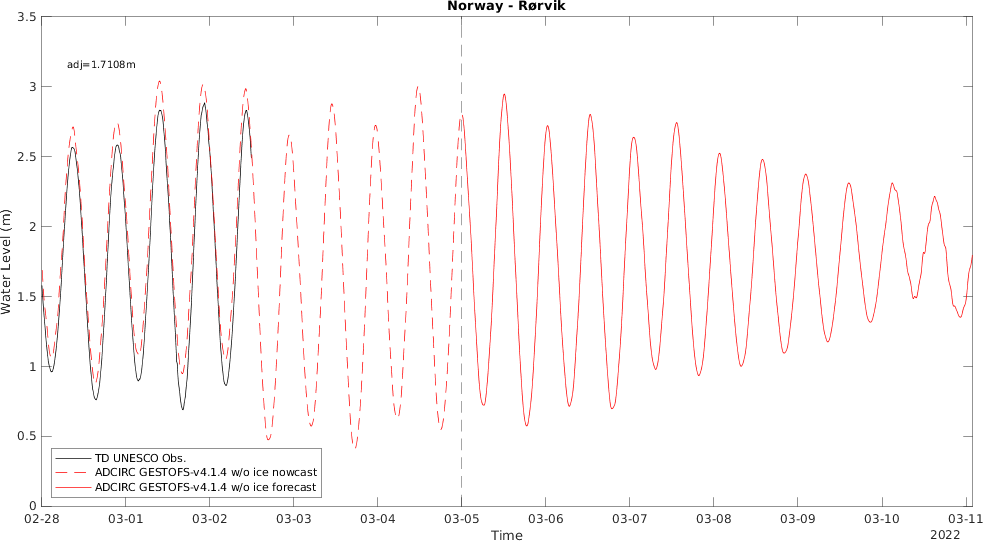 Norway - Rørvik
adj=1.7108m
Water Level (m)
3.5
3
2.5
2
1.5
1
0.5
0
TD UNESCO Obs.
ADCIRC GESTOFS-v4.1.4 w/o ice nowcast
ADCIRC GESTOFS-v4.1.4 w/o ice forecast
02-28 03-01 03-02 03-03 03-04 03-05 03-06 03-07 03-08 03-09 03-10 03-11
2022
Time